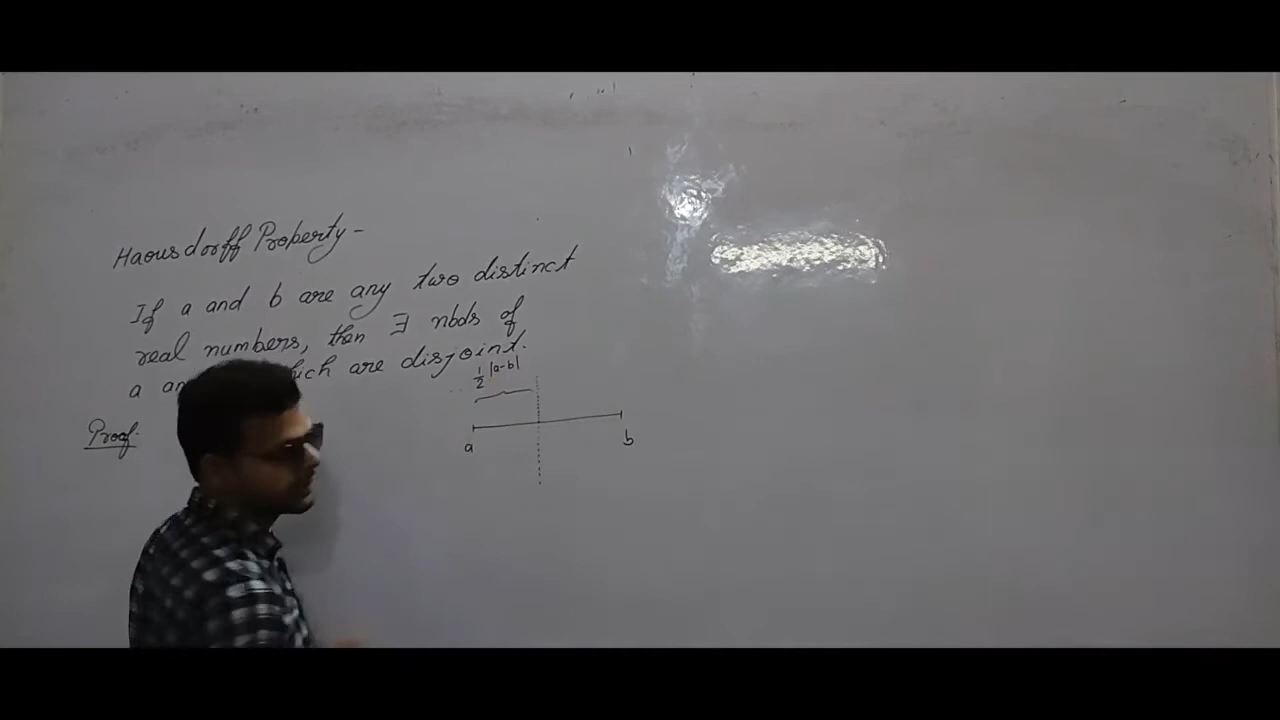 Haousdorff Property-
If a and b are any two distinct
real numbers, then ∃ nbds of
a an which are disjoint.
Proof:
1/2 |a-b|
a b